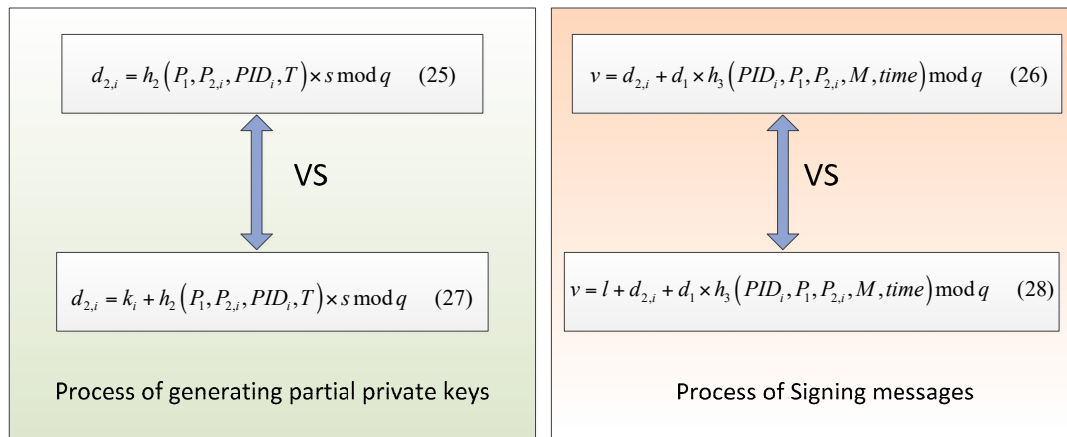 d_{2,i} = h_2 (P_1, P_{2,i}, PID_i, T) × s mod q (25)
VS
d_{2,i} = k_i + h_2 (P_1, P_{2,i}, PID_i, T) × s mod q (27)
Process of generating partial private keys
v = d_{2,i} + d_1 × h_3 (PID_i, P_1, P_{2,i}, M, time) mod q (26)
VS
v = l + d_{2,i} + d_1 × h_3 (PID_i, P_1, P_{2,i}, M, time) mod q (28)
Process of Signing messages